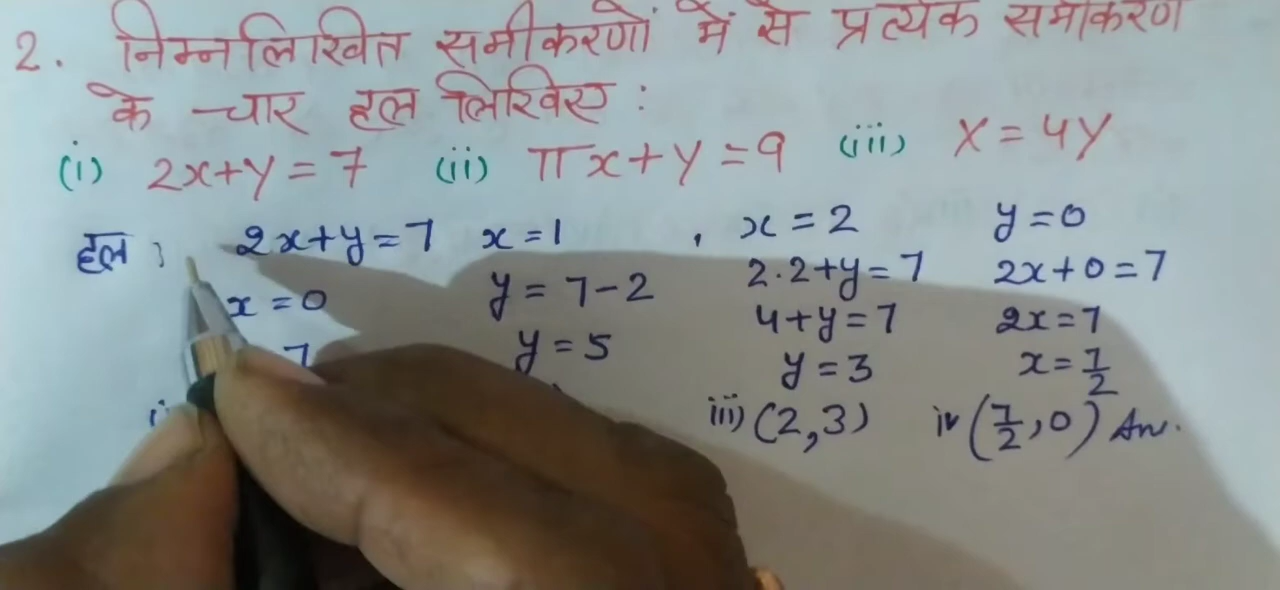 2. निम्नलिखित समीकरणों में से प्रत्येक समीकरण
के चार हल लिखिए :
(i) 2x+y=7 (ii) πx+y=9 (iii) x=4y
हल : 2x+y=7 x=1 , x=2 y=0
x=0 y=7-2 2·2+y=7 2x+0=7
7 y=5 4+y=7 2x=7
y=3 x=7/2
iii) (2,3) iv (7/2,0) An.